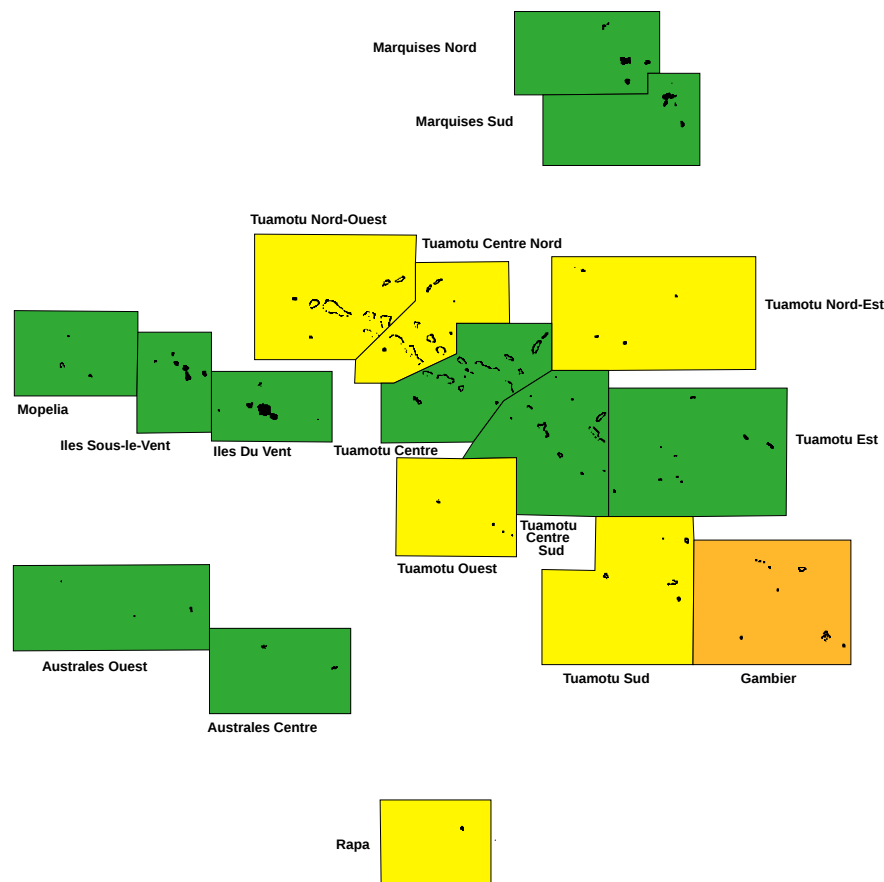 Marquises Nord
Marquises Sud
Tuamotu Nord-Ouest
Tuamotu Centre Nord
Tuamotu Nord-Est
Mopelia
Iles Sous-le-Vent
Iles Du Vent
Tuamotu Centre
Tuamotu Est
Tuamotu
Centre
Sud
Tuamotu Ouest
Australes Ouest
Tuamotu Sud
Gambier
Australes Centre
Rapa